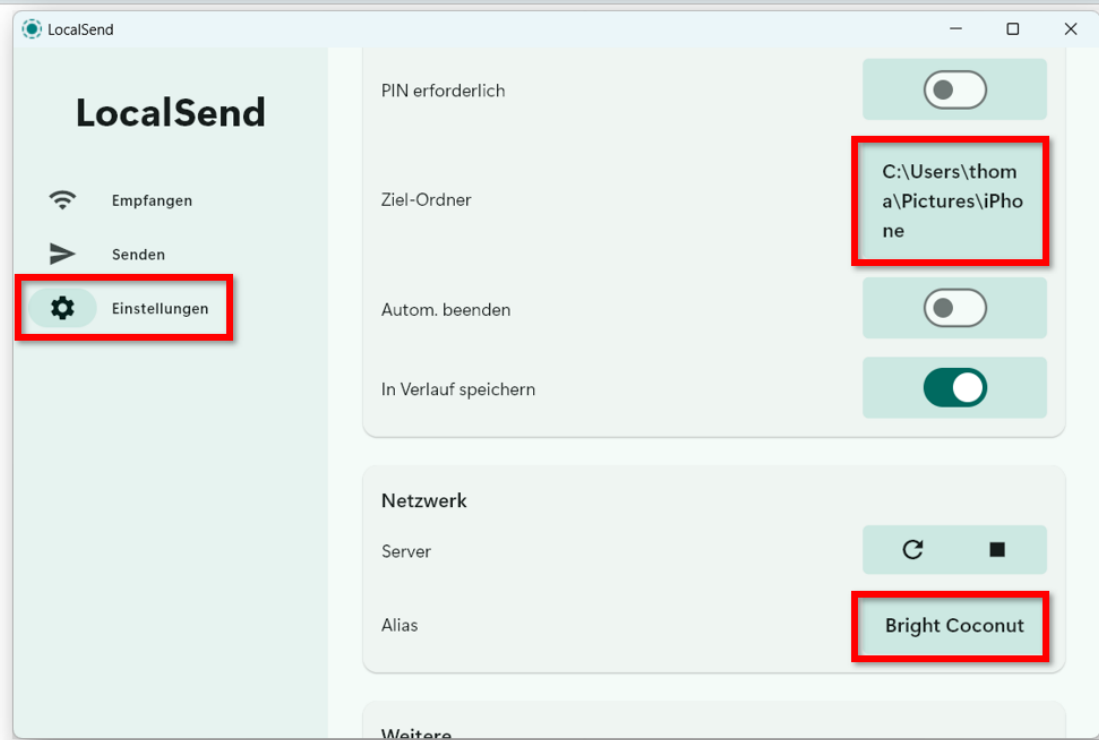 LocalSend
LocalSend
Empfangen
Senden
Einstellungen
PIN erforderlich
Ziel-Ordner
C:\Users\thom
a\Pictures\iPho
ne
Autom. beenden
In Verlauf speichern
Netzwerk
Server
Alias
Bright Coconut
Weitere